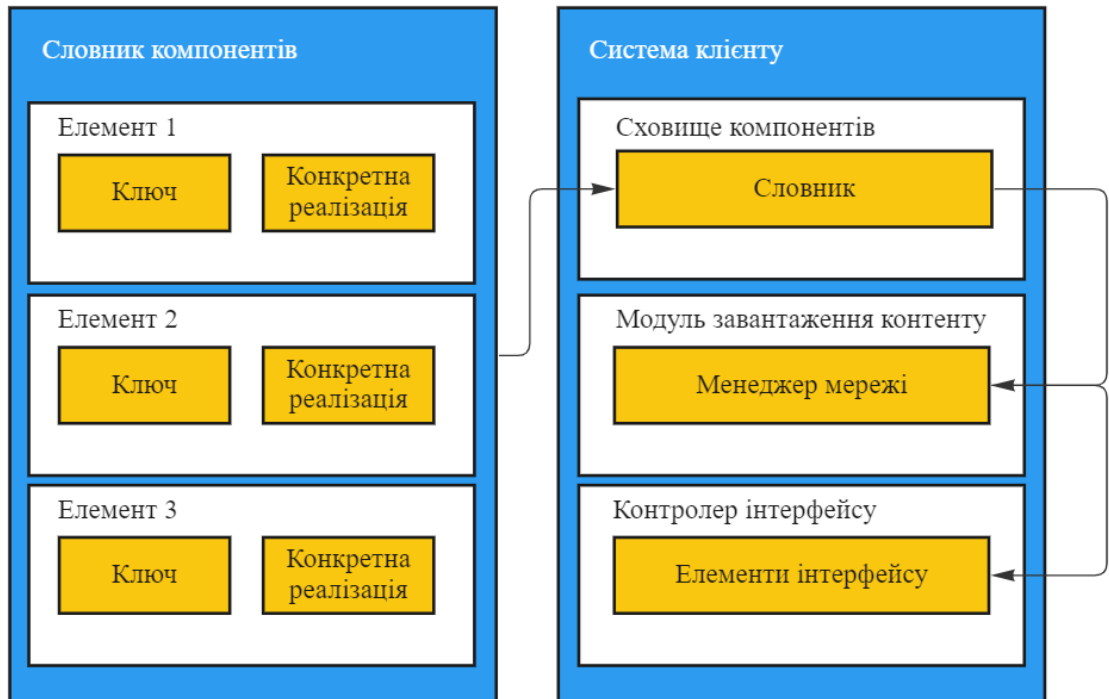 Словник компонентів
Елемент 1
Ключ
Конкретна
реалізація
Елемент 2
Ключ
Конкретна
реалізація
Елемент 3
Ключ
Конкретна
реалізація
Система клієнту
Сховище компонентів
Словник
Модуль завантаження контенту
Менеджер мережі
Контролер інтерфейсу
Елементи інтерфейсу